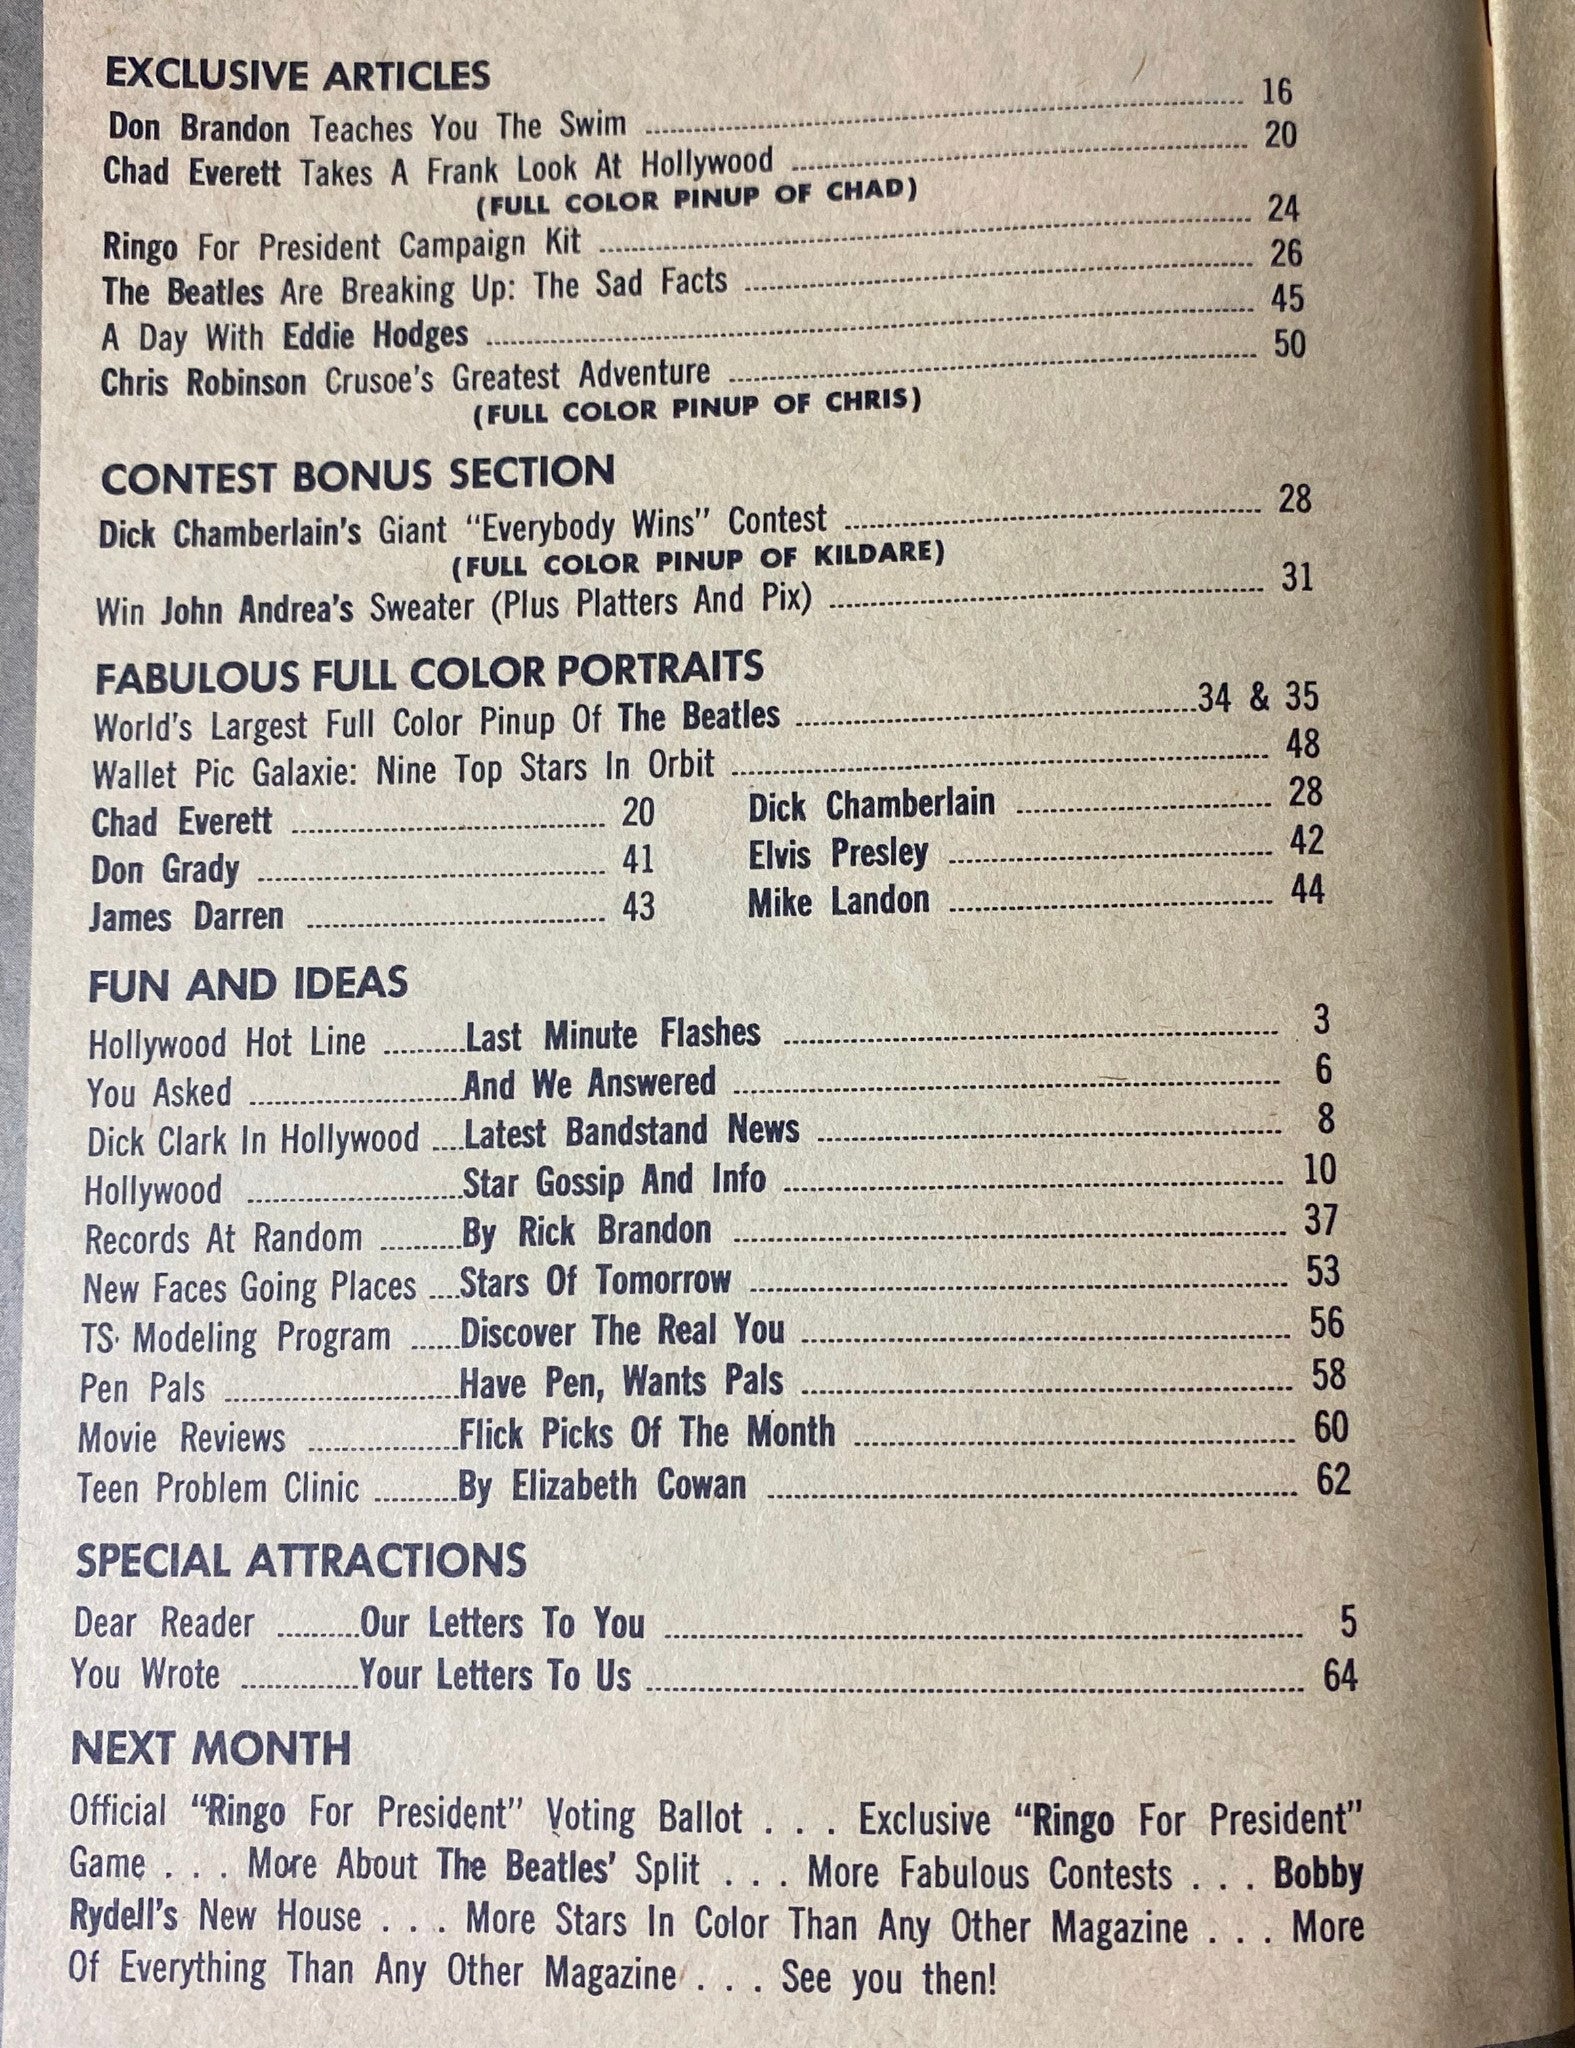 EXCLUSIVE ARTICLES
Don Brandon Teaches You The Swim ........ 16
Chad Everett Takes A Frank Look At Hollywood ........ 20
(FULL COLOR PINUP OF CHAD)
Ringo For President Campaign Kit ........ 24
The Beatles Are Breaking Up: The Sad Facts ........ 26
A Day With Eddie Hodges ........ 45
Chris Robinson Crusoe's Greatest Adventure ........ 50
(FULL COLOR PINUP OF CHRIS)
CONTEST BONUS SECTION
Dick Chamberlain's Giant "Everybody Wins" Contest ........ 28
(FULL COLOR PINUP OF KILDARE)
Win John Andrea's Sweater (Plus Platters And Pix) ........ 31
FABULOUS FULL COLOR PORTRAITS
World's Largest Full Color Pinup Of The Beatles ........ 34 & 35
Wallet Pic Galaxie: Nine Top Stars In Orbit ........ 48
Chad Everett ........ 20 Dick Chamberlain ........ 28
Don Grady ........ 41 Elvis Presley ........ 42
James Darren ........ 43 Mike Landon ........ 44
FUN AND IDEAS
Hollywood Hot Line ........ Last Minute Flashes ........ 3
You Asked ........ And We Answered ........ 6
Dick Clark In Hollywood .... Latest Bandstand News ........ 8
Hollywood ........ Star Gossip And Info ........ 10
Records At Random ........ By Rick Brandon ........ 37
New Faces Going Places .... Stars Of Tomorrow ........ 53
TS Modeling Program ...... Discover The Real You ........ 56
Pen Pals ........ Have Pen, Wants Pals ........ 58
Movie Reviews ........ Flick Picks Of The Month ........ 60
Teen Problem Clinic ........ By Elizabeth Cowan ........ 62
SPECIAL ATTRACTIONS
Dear Reader ........ Our Letters To You ........ 5
You Wrote ........ Your Letters To Us ........ 64
NEXT MONTH
Official "Ringo For President" Voting Ballot . . . Exclusive "Ringo For President"
Game . . . More About The Beatles' Split . . . More Fabulous Contests . . . Bobby
Rydell's New House . . . More Stars In Color Than Any Other Magazine . . . More
Of Everything Than Any Other Magazine . . . See you then!